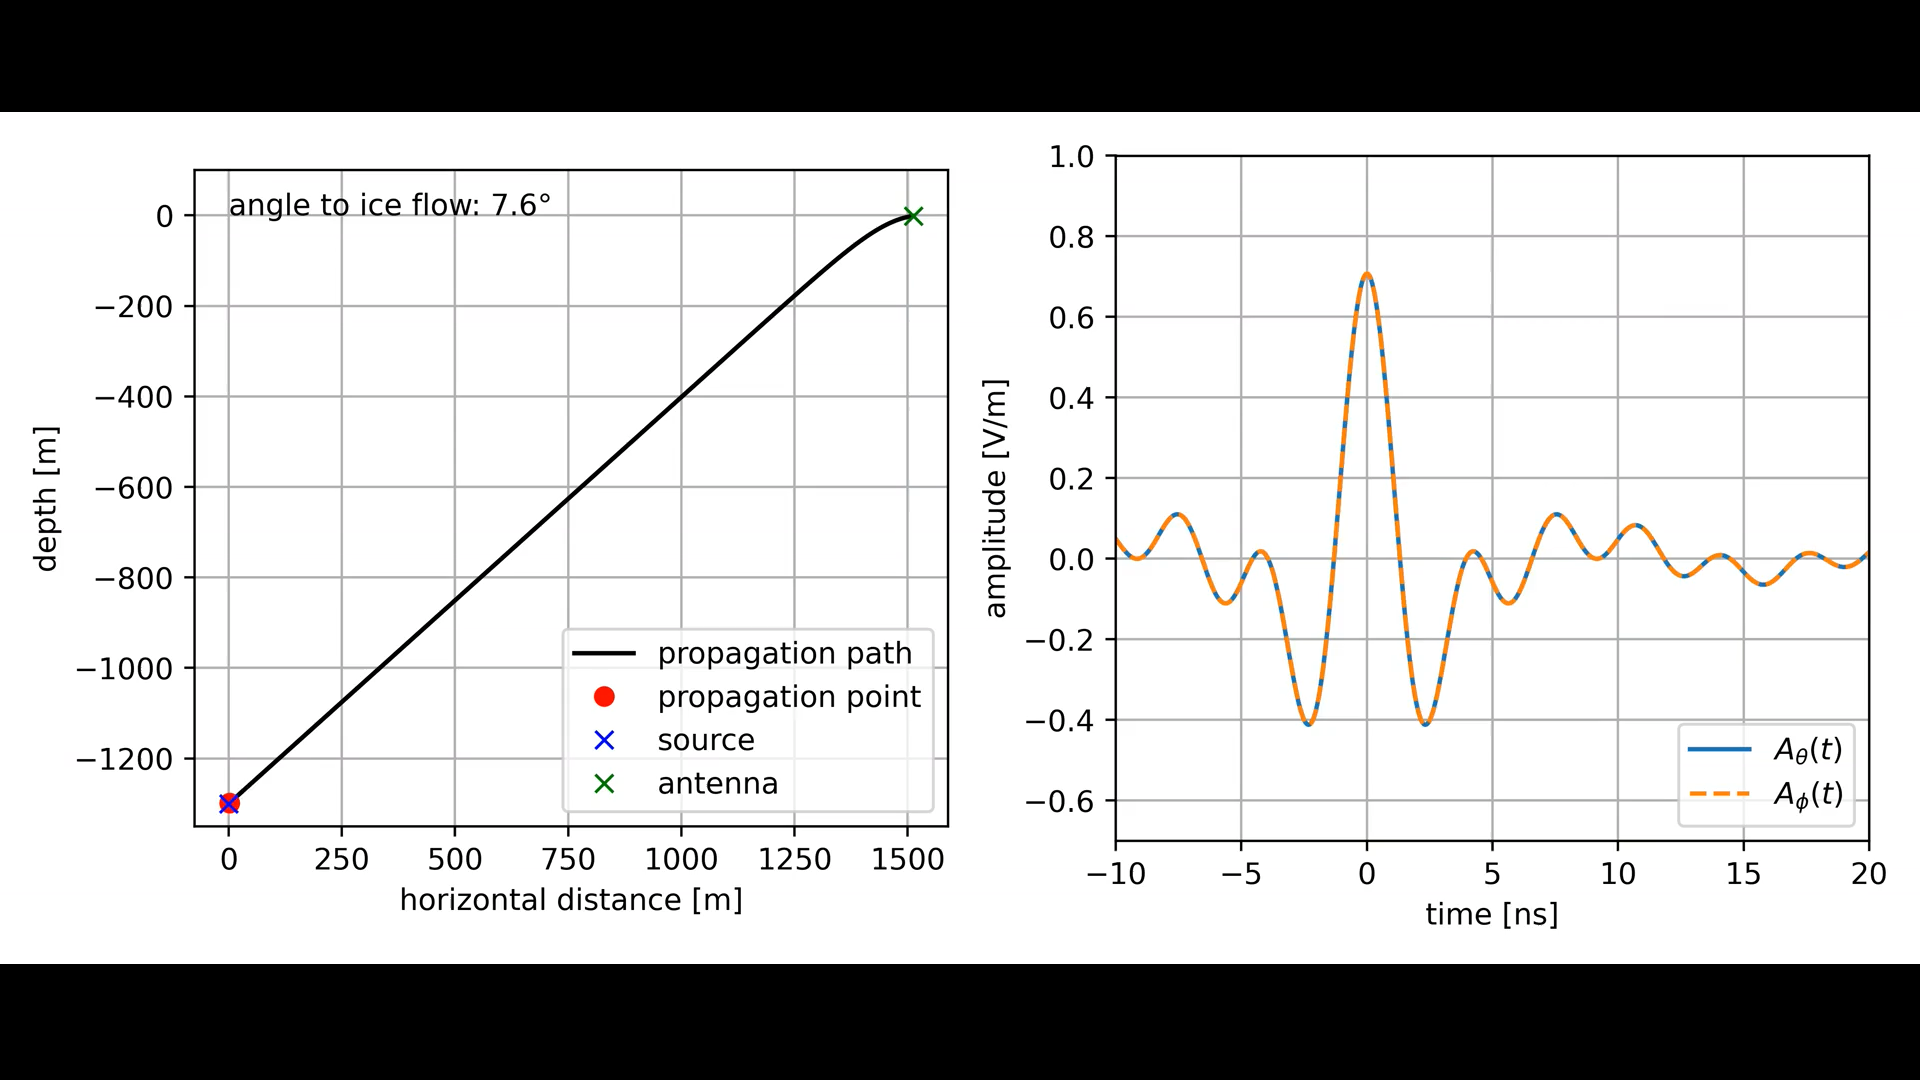 angle to ice flow: 7.6°
0
−200
−400
−600
−800
−1000
−1200
depth [m]
0 250 500 750 1000 1250 1500
horizontal distance [m]
propagation path
propagation point
source
antenna
1.0
0.8
0.6
0.4
0.2
0.0
−0.2
−0.4
−0.6
amplitude [V/m]
−10 −5 0 5 10 15 20
time [ns]
A_θ(t)
A_ϕ(t)